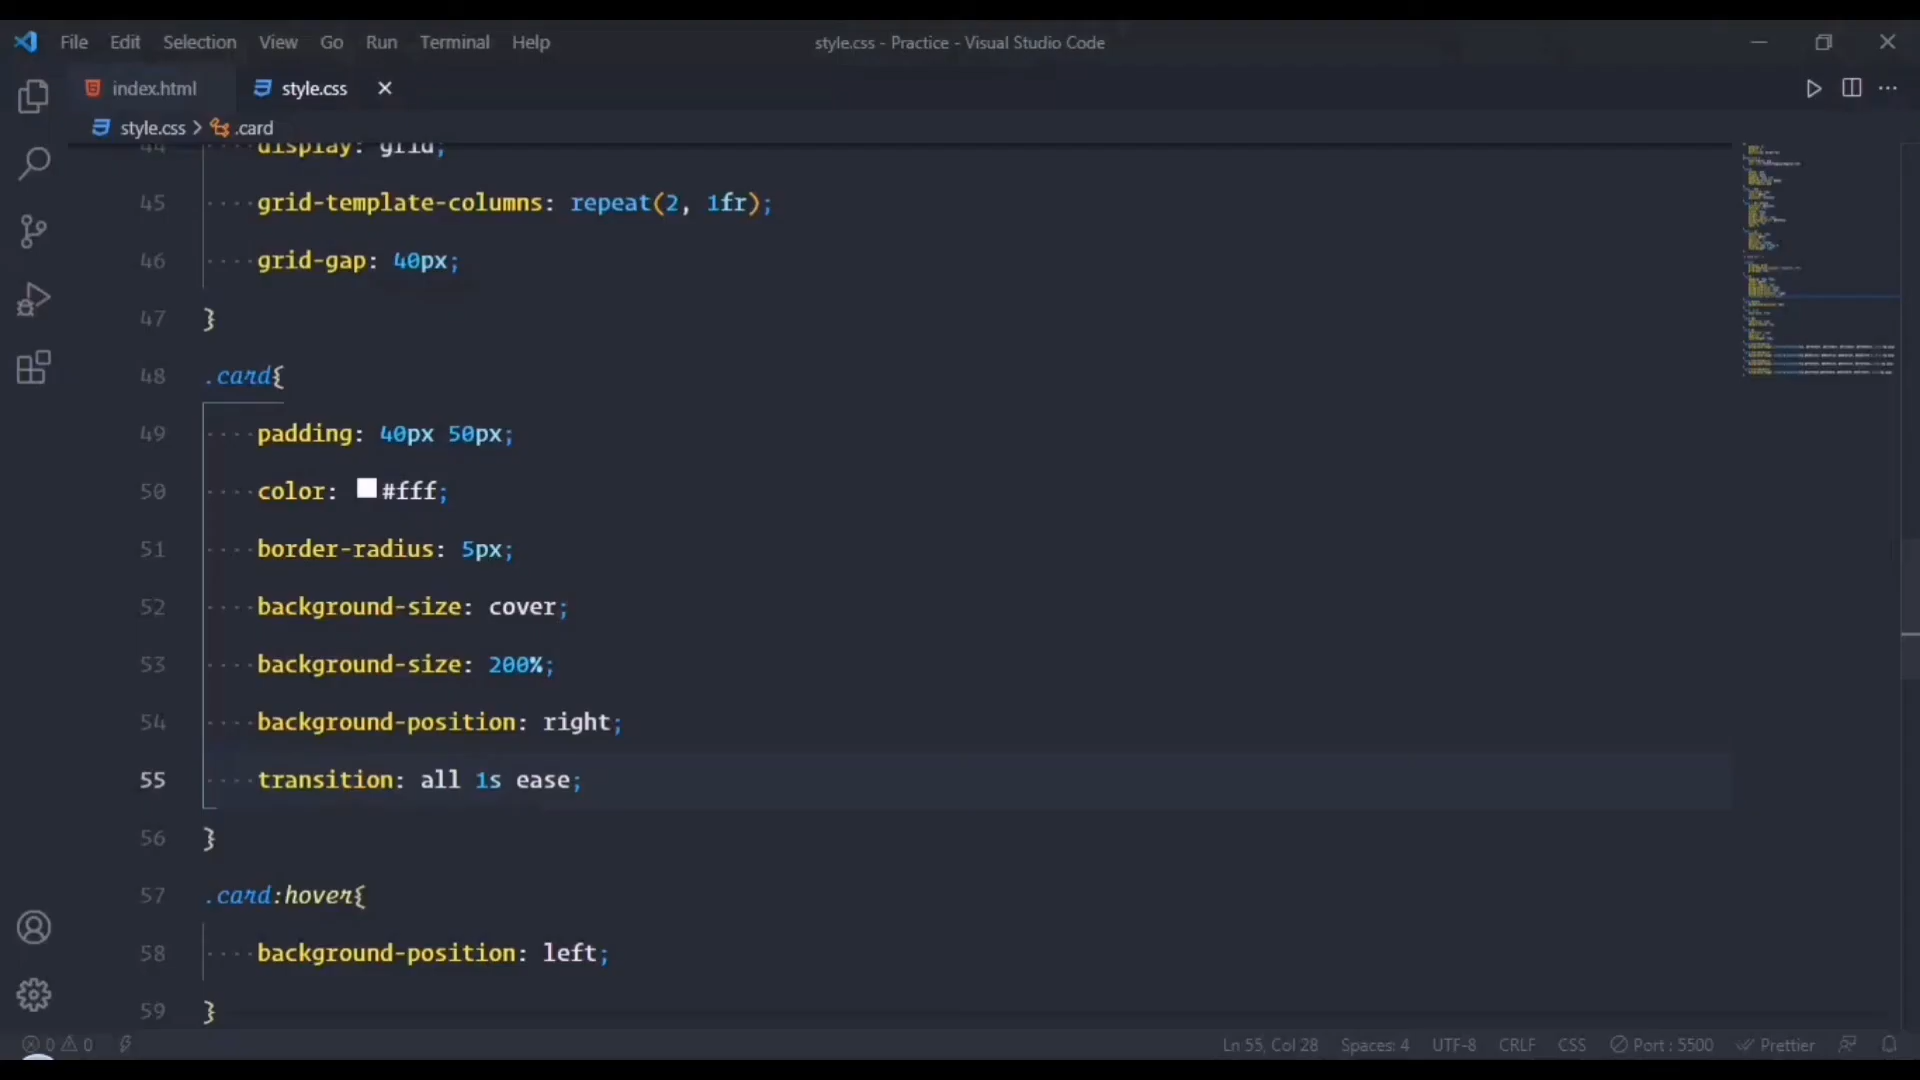 File Edit Selection View Go Run Terminal Help
style.css - Practice - Visual Studio Code
index.html style.css
style.css > .card
44 display: grid;
45 grid-template-columns: repeat(2, 1fr);
46 grid-gap: 40px;
47 }
48 .card{
49 padding: 40px 50px;
50 color: #fff;
51 border-radius: 5px;
52 background-size: cover;
53 background-size: 200%;
54 background-position: right;
55 transition: all 1s ease;
56 }
57 .card:hover{
58 background-position: left;
59 }
0 0 Ln 55, Col 28 Spaces: 4 UTF-8 CRLF CSS Port : 5500 Prettier